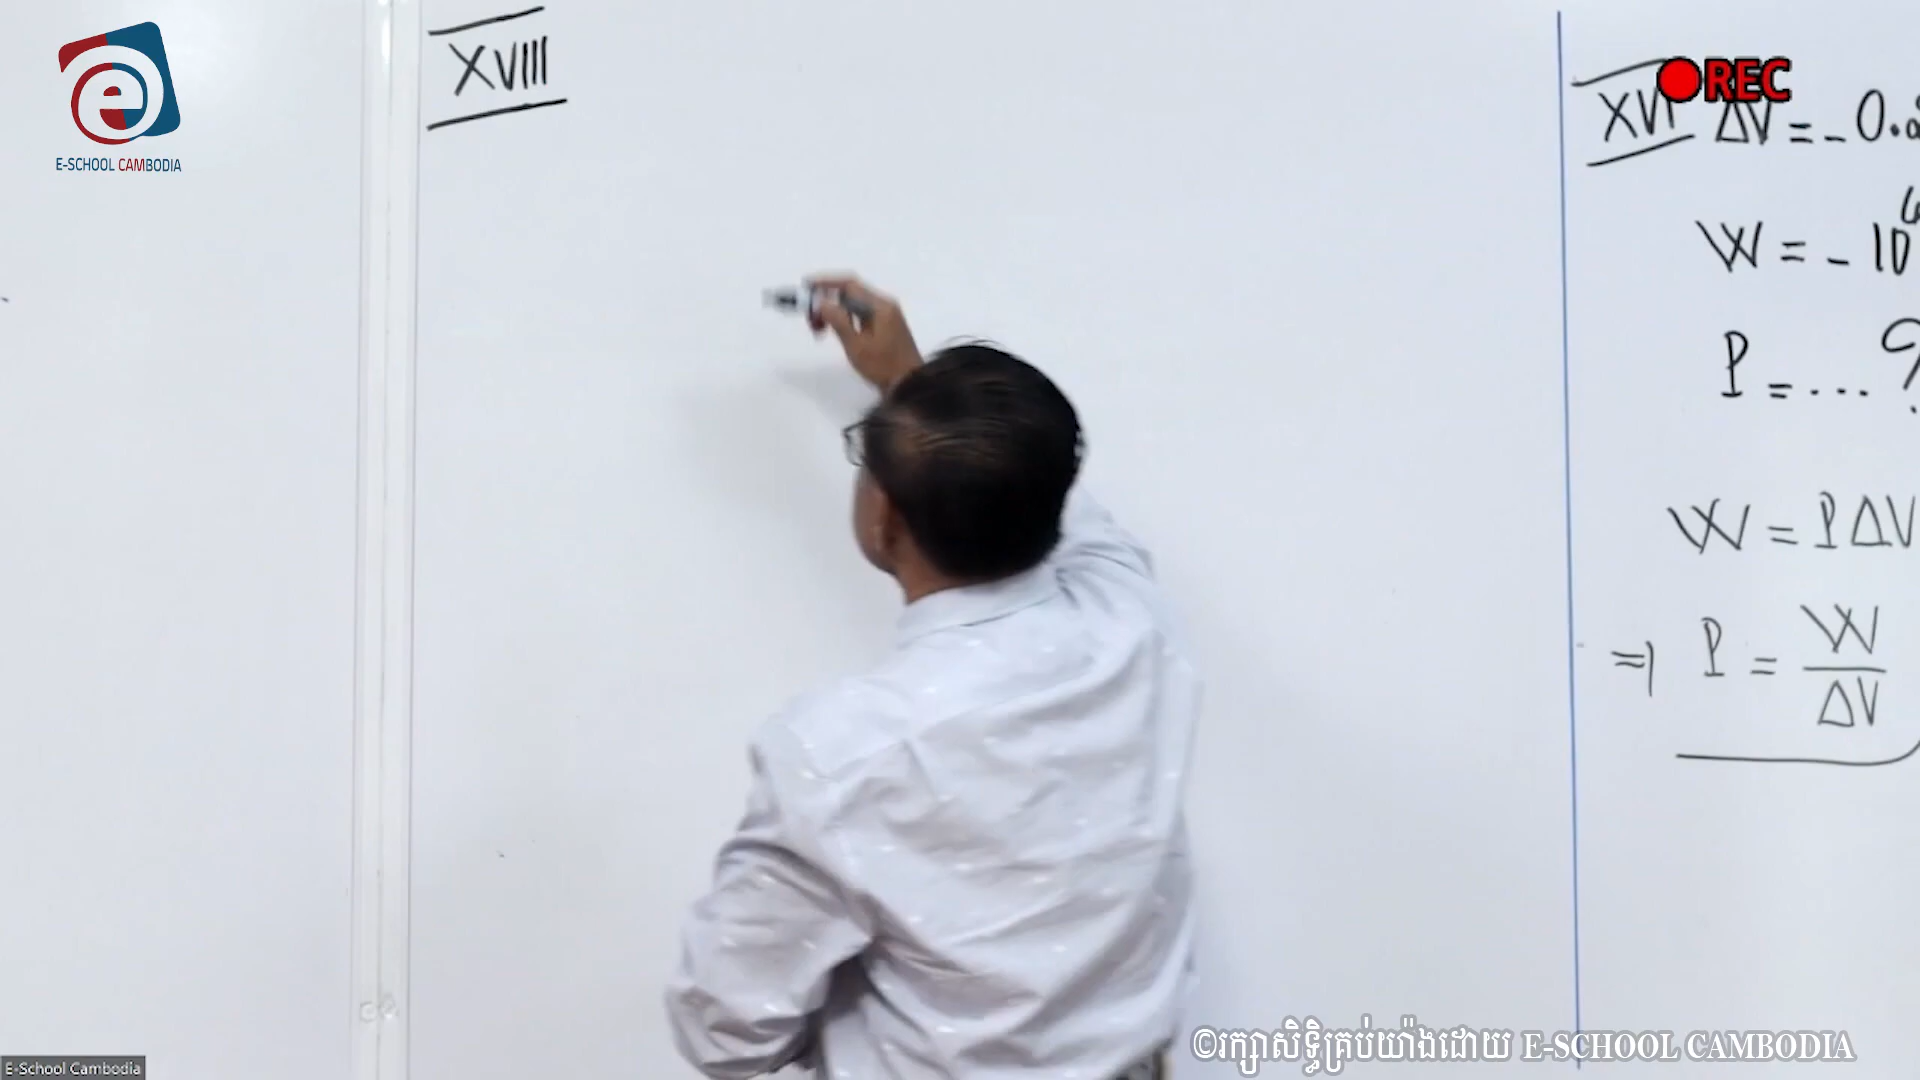 E-SCHOOL CAMBODIA
XVIII
REC
XVI ΔV = - 0.
W = - 10
P = ... ?
W = P ΔV
⇒ P = W / ΔV
©រក្សាសិទ្ធិគ្រប់យ៉ាងដោយ E-SCHOOL CAMBODIA
E-School Cambodia